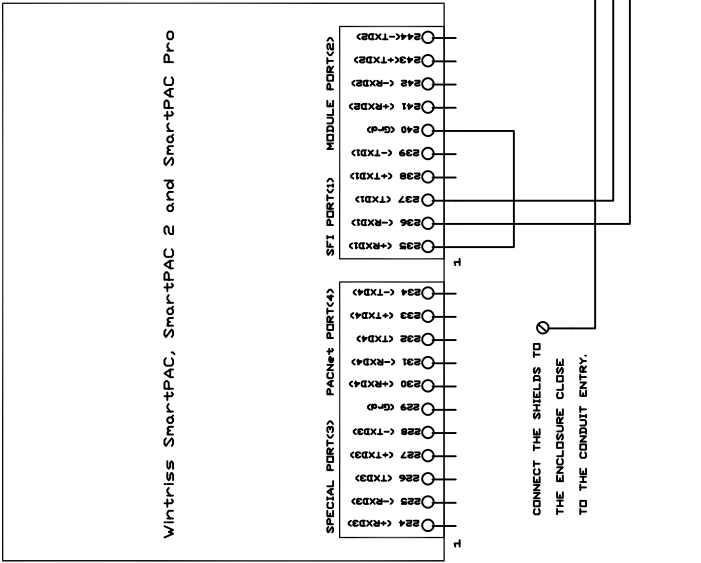 Wintriss SmartPAC, SmartPAC 2 and SmartPAC Pro
MODULE PORT(2)
SFI PORT(1)
244(-TXD2)
243(+TXD2)
242 (-RXD2)
241 (+RXD2)
240 (Grd)
239 (-TXD1)
238 (+TXD1)
237 (TXD1)
236 (-RXD1)
235 (+RXD1)
1
PACNet PORT(4)
SPECIAL PORT(3)
234 (-TXD4)
233 (+TXD4)
232 (TXD4)
231 (-RXD4)
230 (+RXD4)
229 (Grd)
228 (-TXD3)
227 (+TXD3)
226 (TXD3)
225 (-RXD3)
224 (+RXD3)
1
CONNECT THE SHIELDS TO
THE ENCLOSURE CLOSE
TO THE CONDUIT ENTRY.